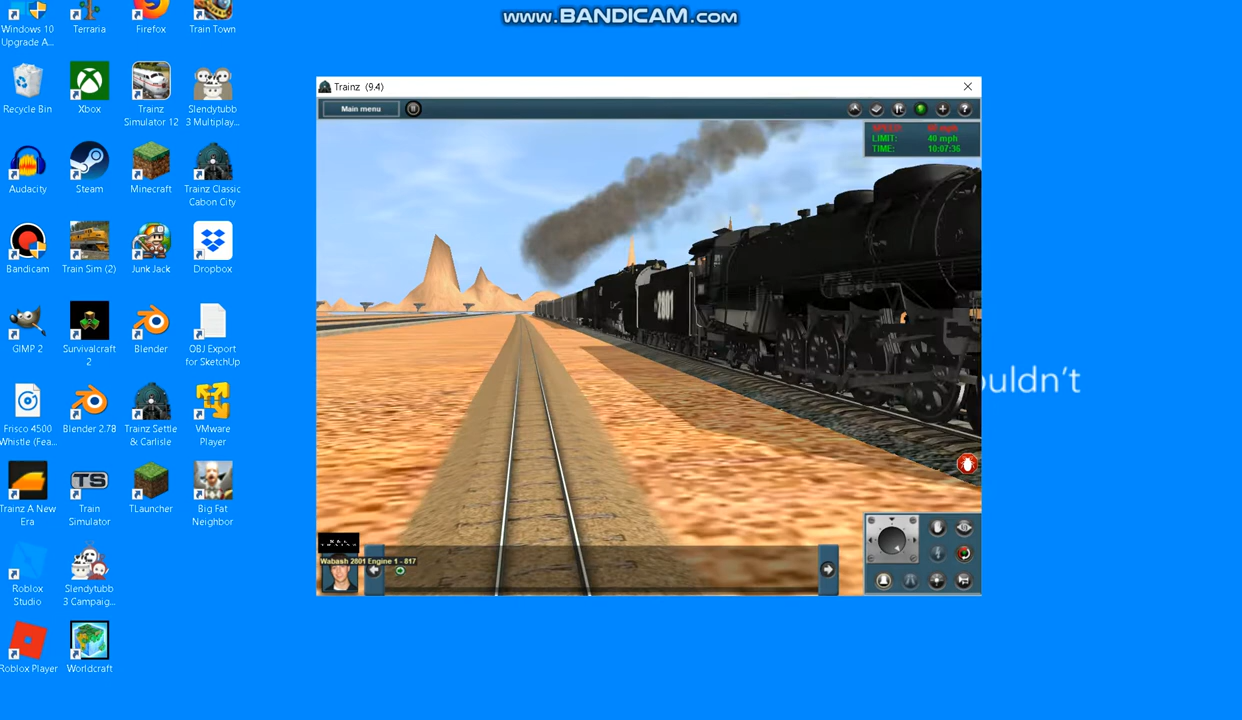 www.BANDICAM.com
Windows 10
Upgrade A...
Terraria
Firefox
Train Town
Recycle Bin
Xbox
Trainz
Simulator 12
Slendytubb
3 Multiplay...
Audacity
Steam
Minecraft
Trainz Classic
Cabon City
Bandicam
Train Sim (2)
Junk Jack
Dropbox
GIMP 2
Survivalcraft
2
Blender
OBJ Export
for SketchUp
Frisco 4500
Whistle (Fea...
Blender 2.78
Trainz Settle
& Carlisle
VMware
Player
Trainz A New
Era
TS
Train
Simulator
TLauncher
Big Fat
Neighbor
Roblox
Studio
Slendytubb
3 Campaig...
Roblox Player
Worldcraft
Trainz (9.4)
Main menu
SPEED:
LIMIT: 40 mph
TIME: 10:07:36
Wabash 2801 Engine 1 - 817
ouldn't